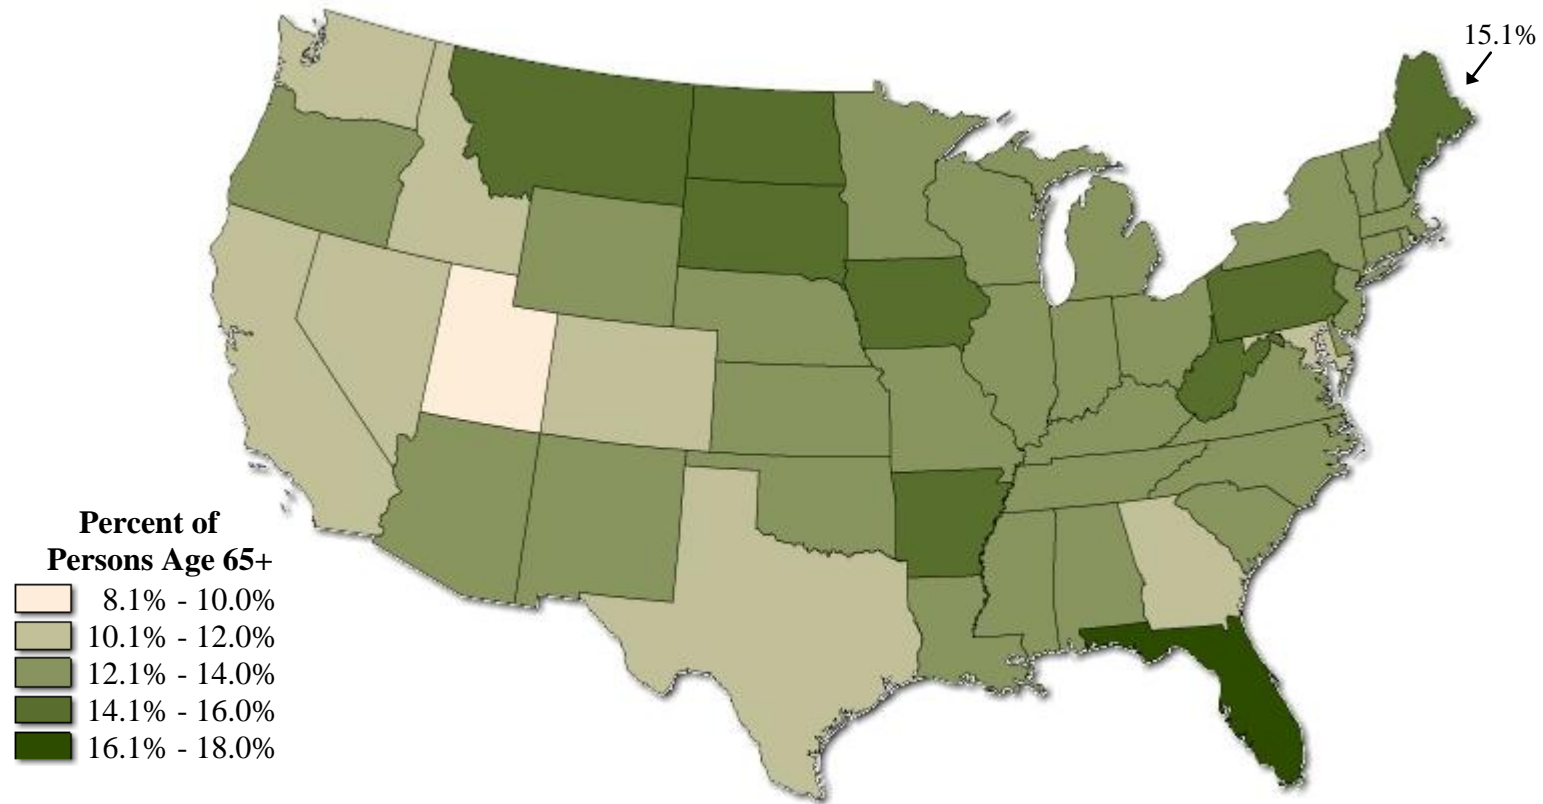 15.1%
Percent of
Persons Age 65+
8.1% - 10.0%
10.1% - 12.0%
12.1% - 14.0%
14.1% - 16.0%
16.1% - 18.0%